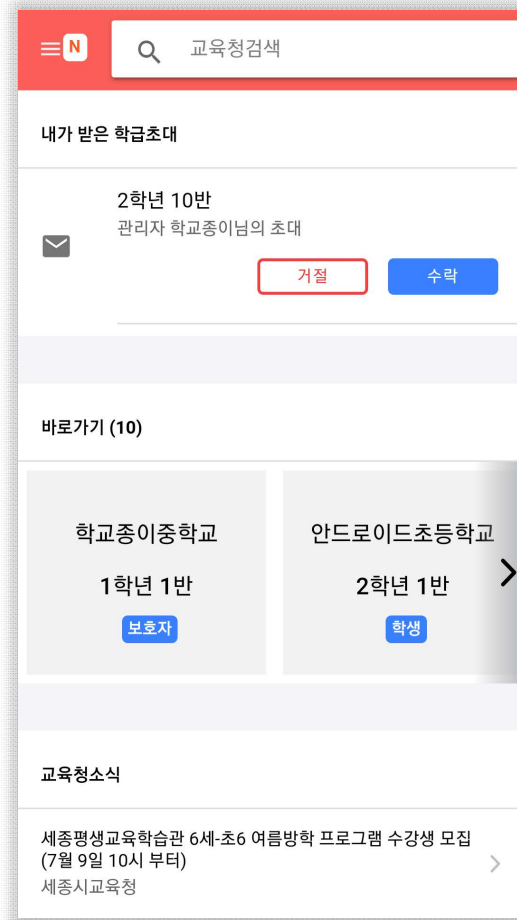 N
교육청검색
내가 받은 학급초대
2학년 10반
관리자 학교종이님의 초대
거절 수락
바로가기 (10)
학교종이중학교
1학년 1반
보호자
안드로이드초등학교
2학년 1반
학생
교육청소식
세종평생교육학습관 6세-초6 여름방학 프로그램 수강생 모집
(7월 9일 10시 부터)
세종시교육청